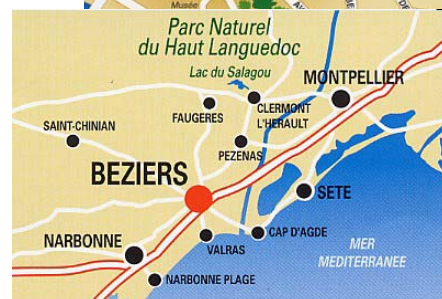 Musée
Parc Naturel
du Haut Languedoc
Lac du Salagou
MONTPELLIER
CLERMONT
L'HERAULT
FAUGERES
SAINT-CHINIAN
PEZENAS
BEZIERS
SETE
CAP D'AGDE
VALRAS
NARBONNE
MER
MEDITERRANEE
NARBONNE PLAGE